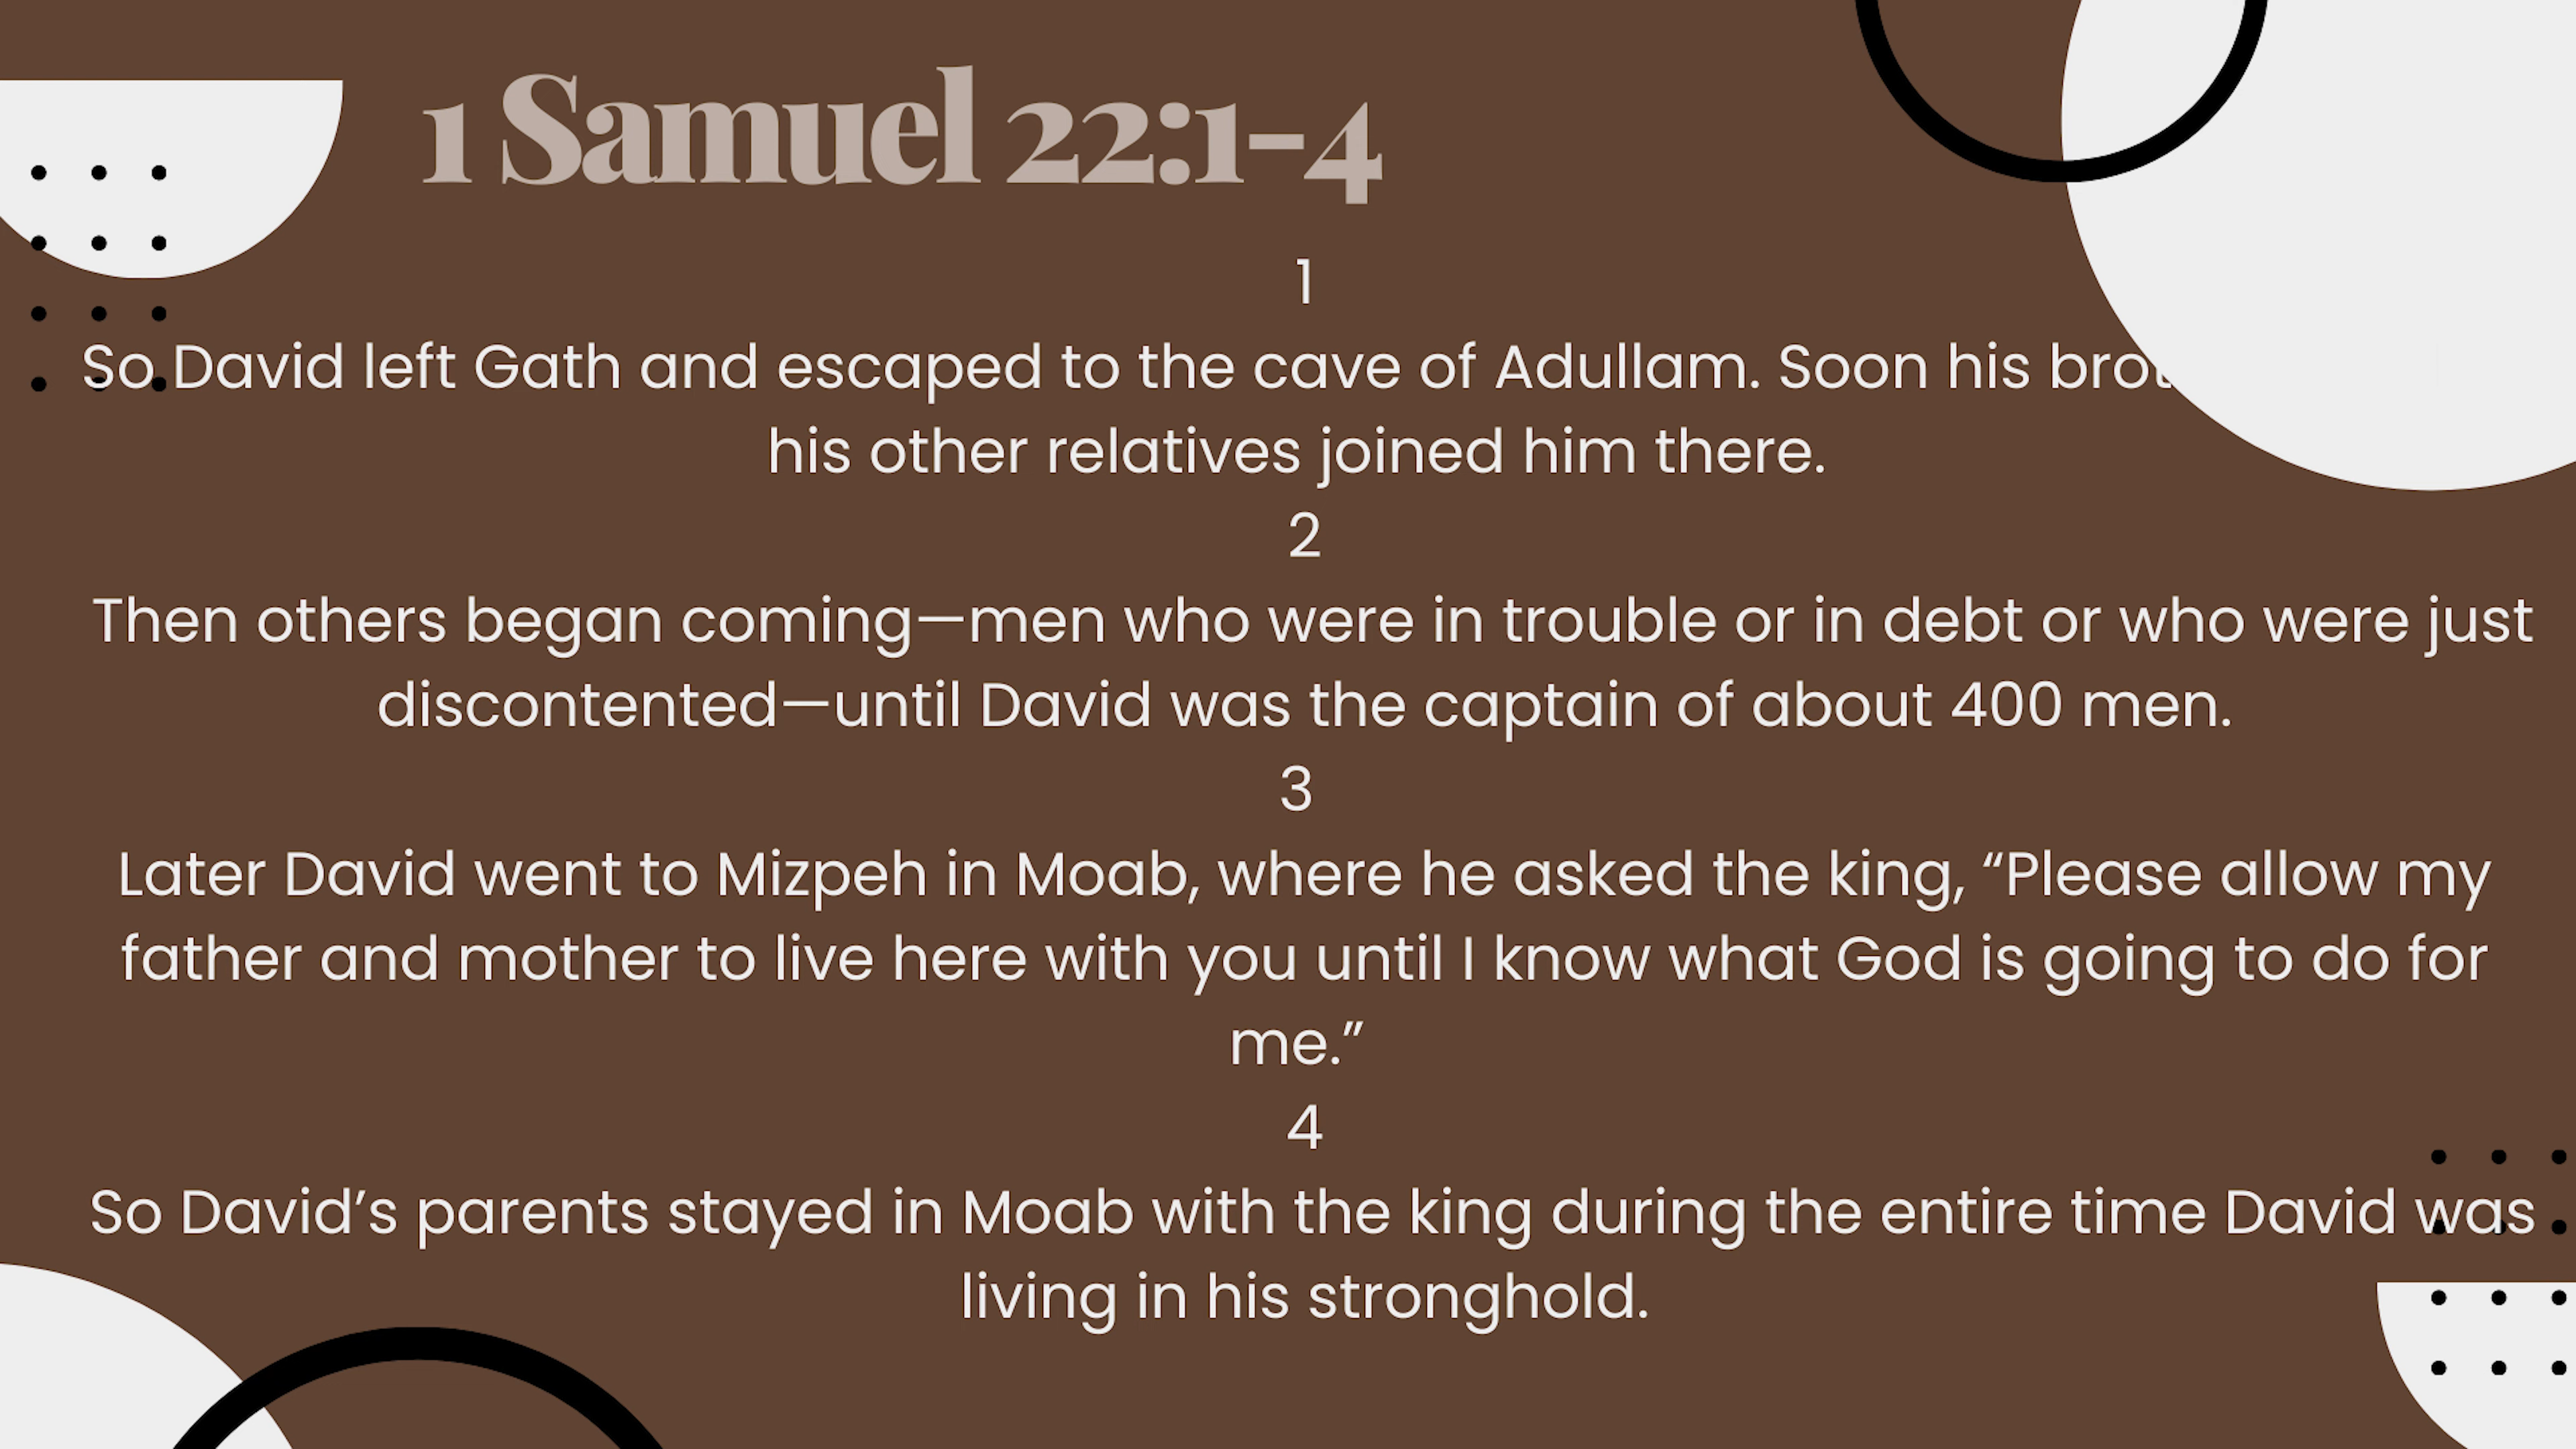 1 Samuel 22:1-4
1
So David left Gath and escaped to the cave of Adullam. Soon his
his other relatives joined him there.
2
Then others began coming—men who were in trouble or in debt or who were just
discontented—until David was the captain of about 400 men.
3
Later David went to Mizpeh in Moab, where he asked the king, “Please allow my
father and mother to live here with you until I know what God is going to do for
me.”
4
So David’s parents stayed in Moab with the king during the entire time David was
living in his stronghold.